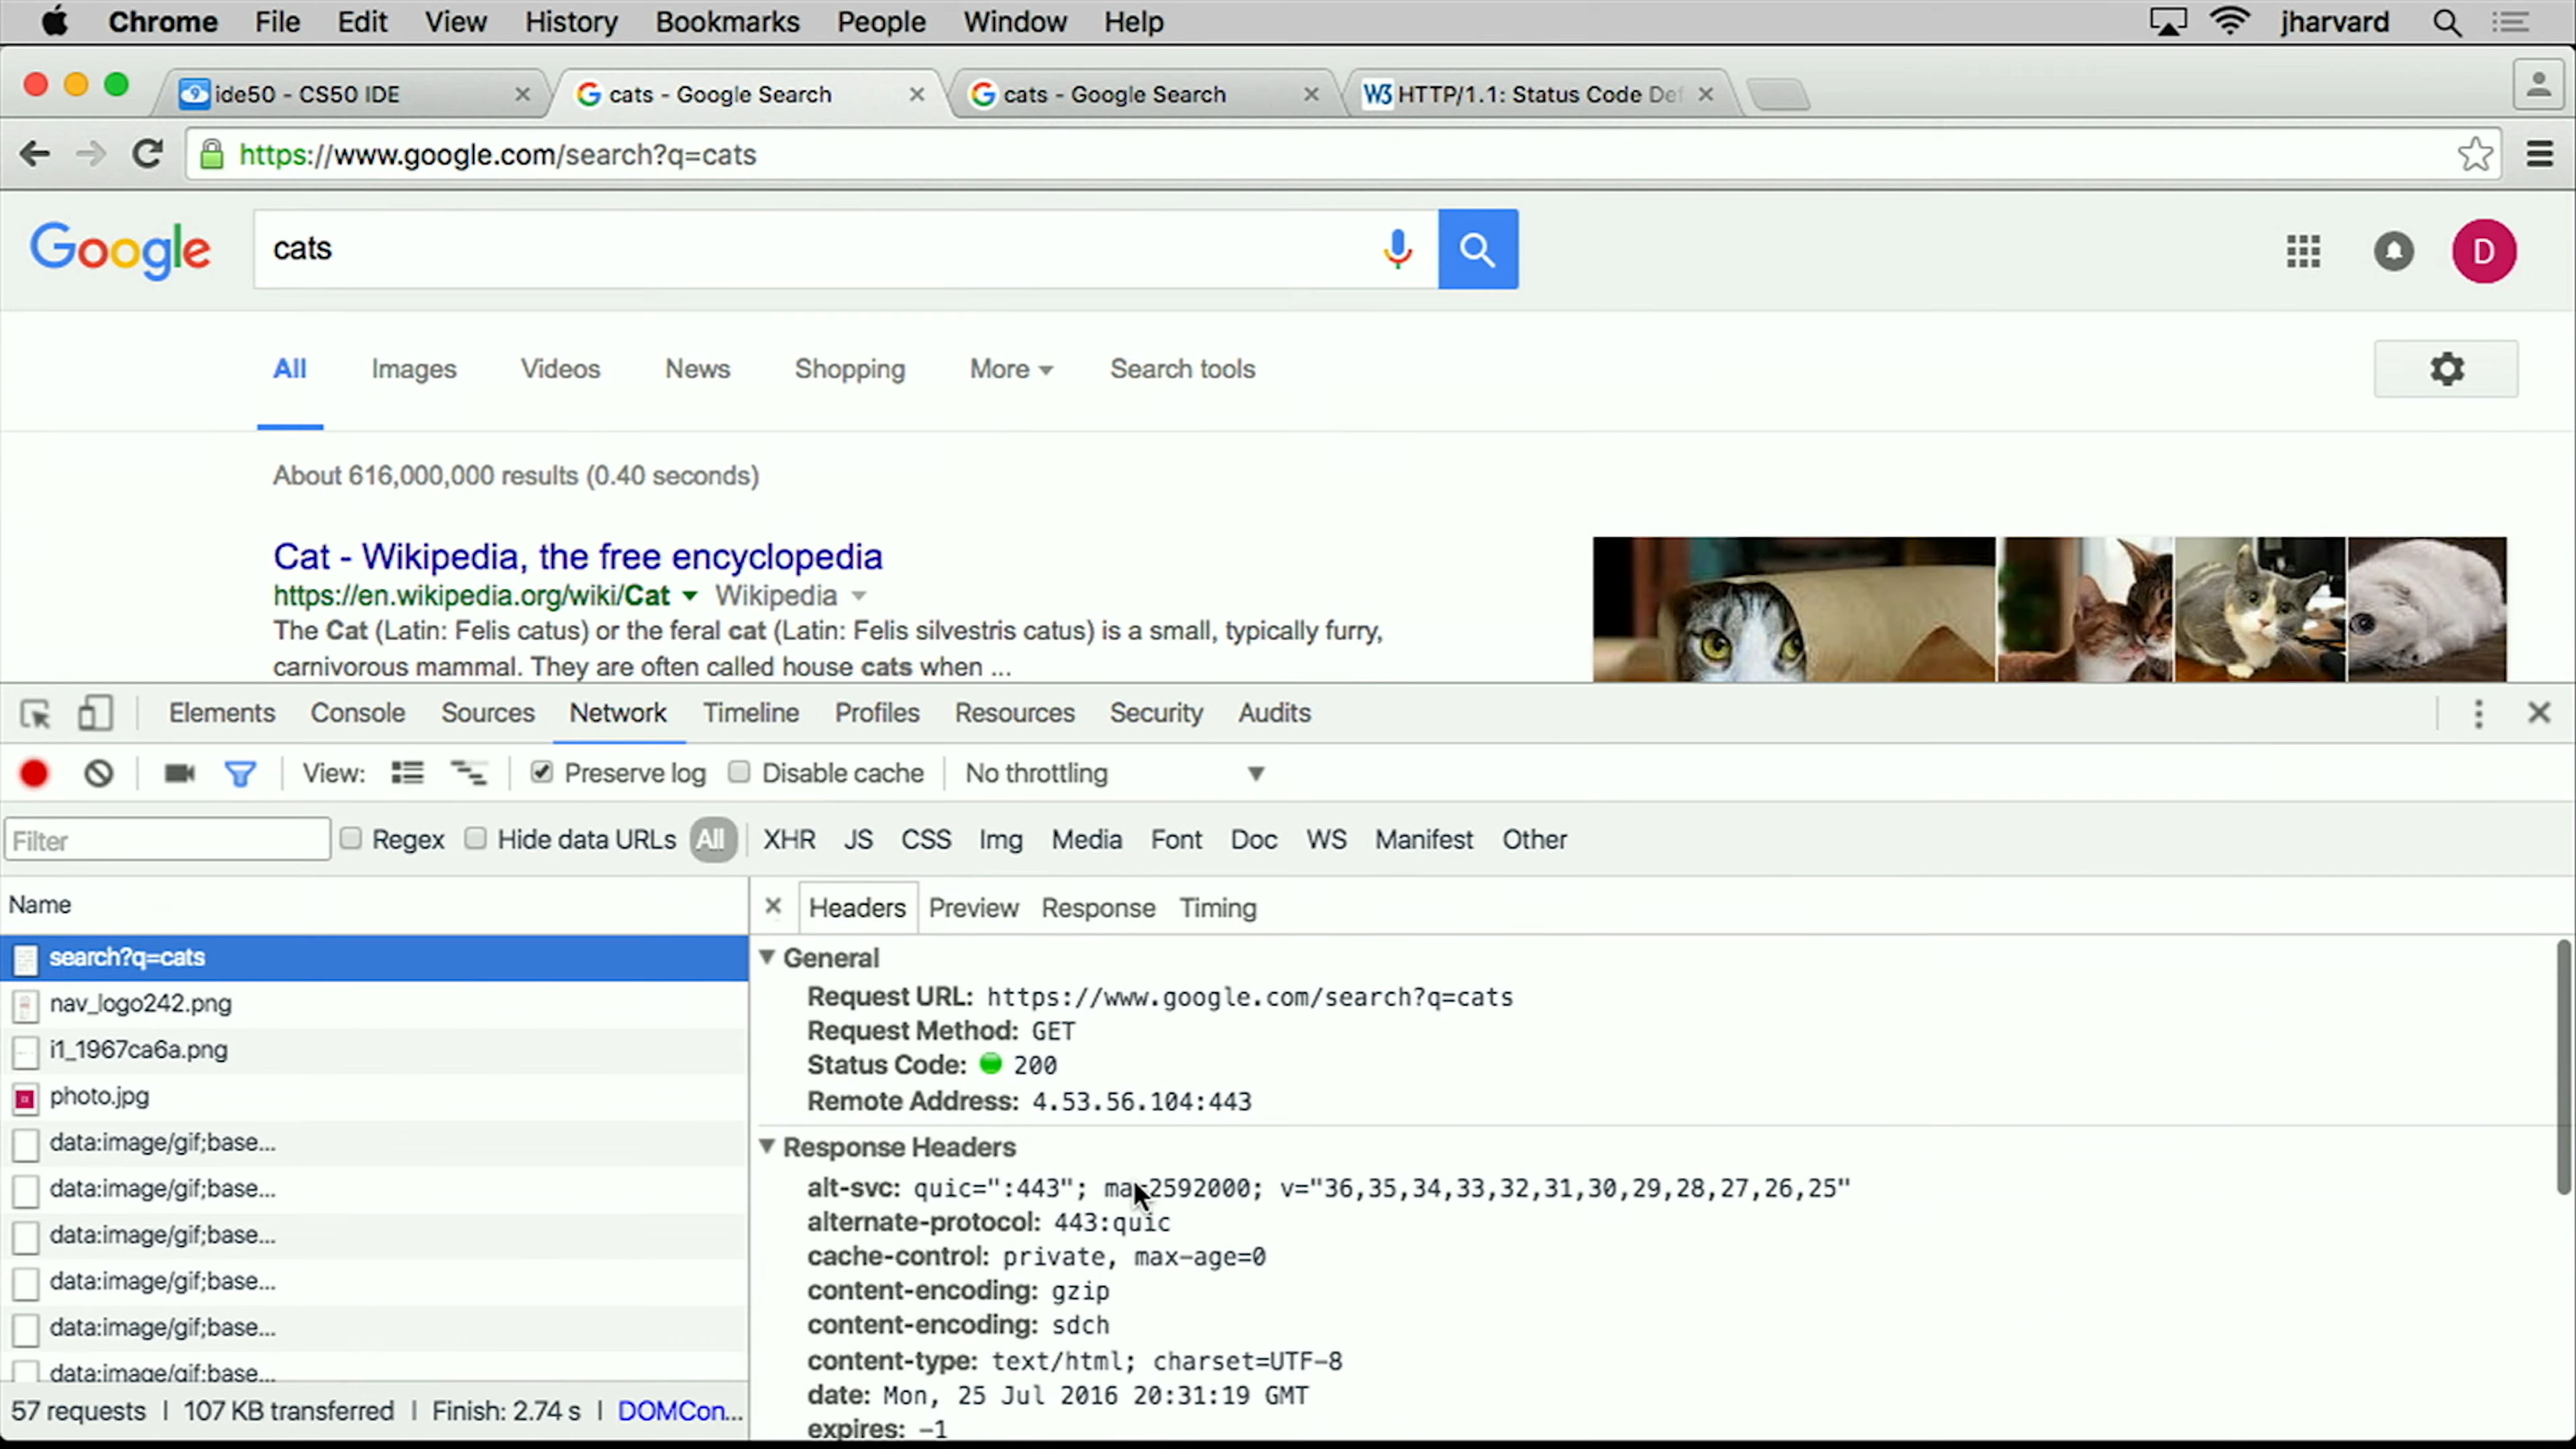 Chrome File Edit View History Bookmarks People Window Help jharvard
ide50 - CS50 IDE
cats - Google Search
cats - Google Search
W3 HTTP/1.1: Status Code Def
https://www.google.com/search?q=cats
Google cats D
All Images Videos News Shopping More Search tools
About 616,000,000 results (0.40 seconds)
Cat - Wikipedia, the free encyclopedia
https://en.wikipedia.org/wiki/Cat Wikipedia
The Cat (Latin: Felis catus) or the feral cat (Latin: Felis silvestris catus) is a small, typically furry,
carnivorous mammal. They are often called house cats when ...
Elements Console Sources Network Timeline Profiles Resources Security Audits
View: Preserve log Disable cache No throttling
Filter Regex Hide data URLs All XHR JS CSS Img Media Font Doc WS Manifest Other
Name
search?q=cats
nav_logo242.png
i1_1967ca6a.png
photo.jpg
data:image/gif;base...
data:image/gif;base...
data:image/gif;base...
data:image/gif;base...
data:image/gif;base...
data:image/gif;base...
57 requests | 107 KB transferred | Finish: 2.74 s | DOMCon...
Headers Preview Response Timing
General
Request URL: https://www.google.com/search?q=cats
Request Method: GET
Status Code: 200
Remote Address: 4.53.56.104:443
Response Headers
alt-svc: quic=":443"; ma 2592000; v="36,35,34,33,32,31,30,29,28,27,26,25"
alternate-protocol: 443:quic
cache-control: private, max-age=0
content-encoding: gzip
content-encoding: sdch
content-type: text/html; charset=UTF-8
date: Mon, 25 Jul 2016 20:31:19 GMT
expires: -1